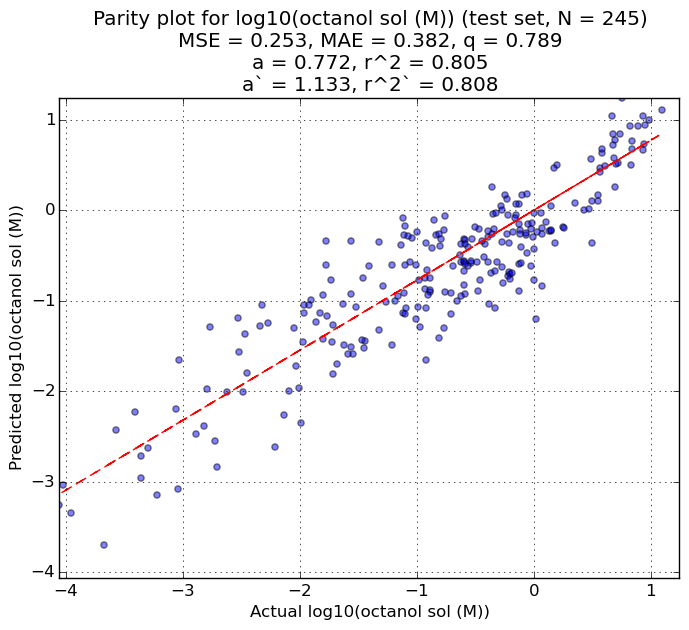 Parity plot for log10(octanol sol (M)) (test set, N = 245)
MSE = 0.253, MAE = 0.382, q = 0.789
a = 0.772, r^2 = 0.805
a` = 1.133, r^2` = 0.808
1
0
−1
−2
−3
−4
Predicted log10(octanol sol (M))
−4 −3 −2 −1 0 1
Actual log10(octanol sol (M))